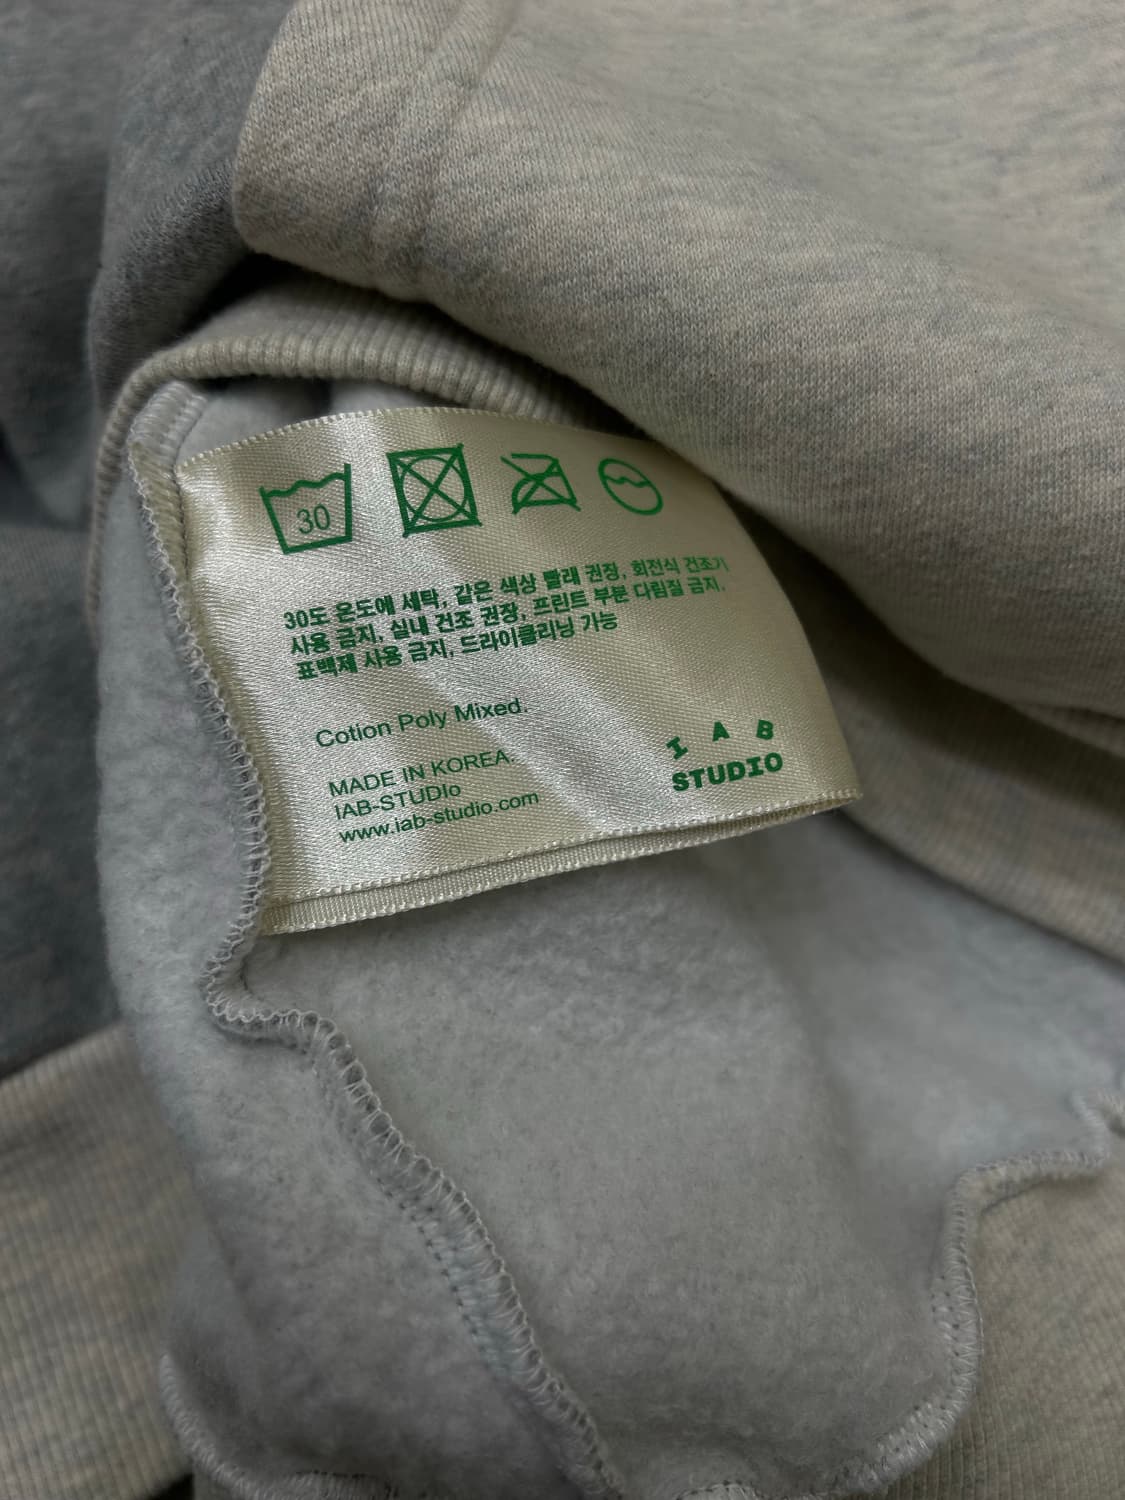 30
30도 온도에 세탁, 같은 색상 빨래 권장, 회전식 건조기
사용 금지, 실내 건조 권장, 프린트 부분 다림질 금지,
표백제 사용 금지, 드라이클리닝 가능
Cotion Poly Mixed.
MADE IN KOREA.
IAB-STUDIo
www.iab-studio.com
I A B
STUDIO